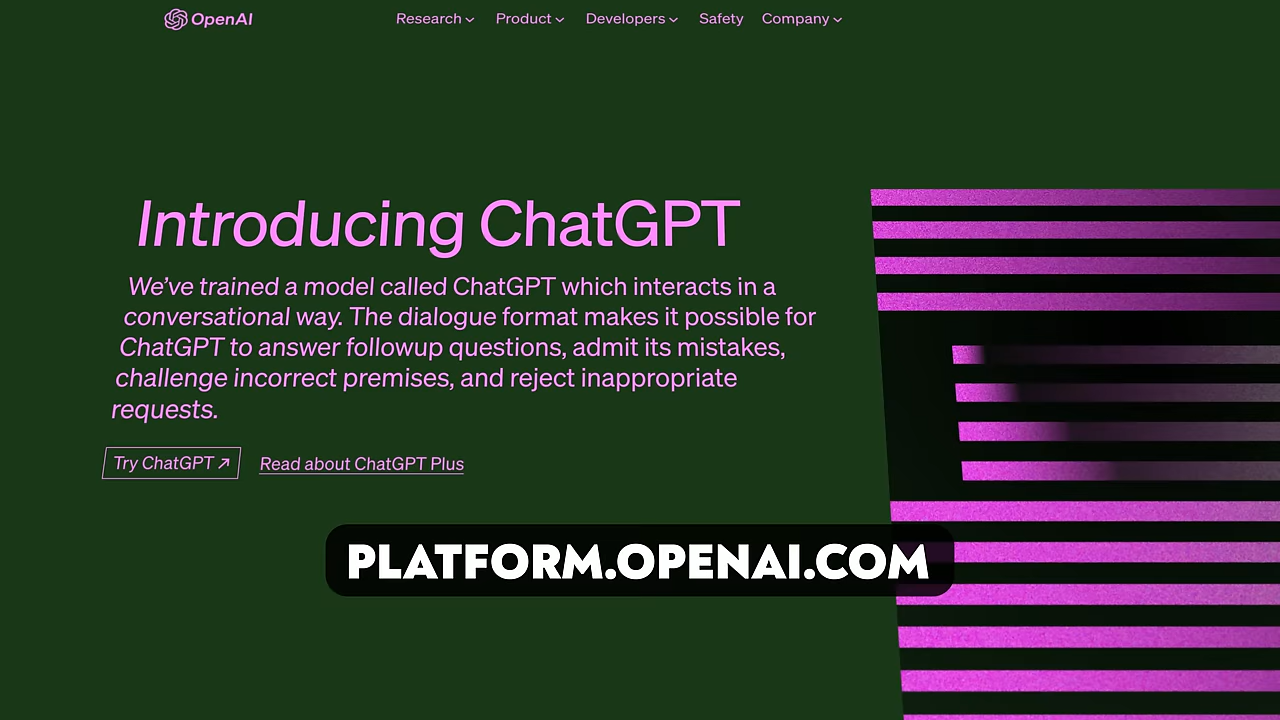 OpenAI
Research Product Developers Safety Company
Introducing ChatGPT
We’ve trained a model called ChatGPT which interacts in a
conversational way. The dialogue format makes it possible for
ChatGPT to answer followup questions, admit its mistakes,
challenge incorrect premises, and reject inappropriate
requests.
Try ChatGPT ↗ Read about ChatGPT Plus
PLATFORM.OPENAI.COM